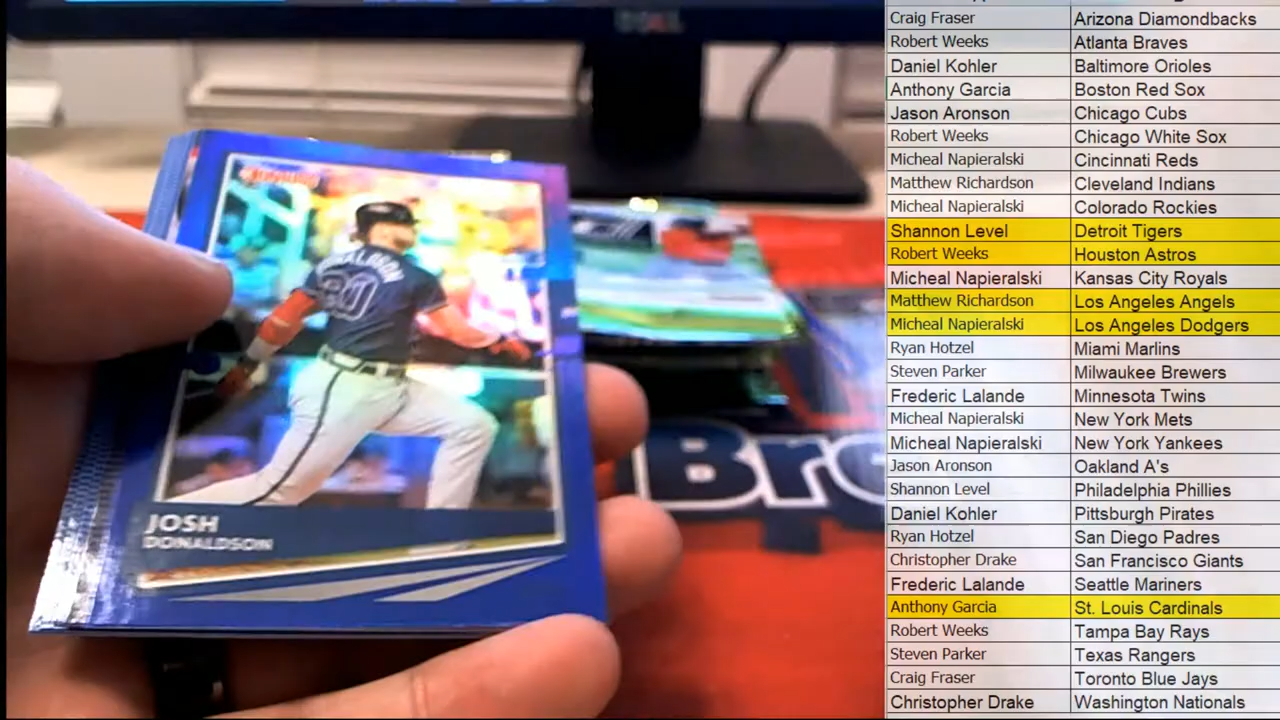 DELL
DONRUSS
DONALDSON
20
JOSH
DONALDSON
Bre
Craig Fraser Arizona Diamondbacks
Robert Weeks Atlanta Braves
Daniel Kohler Baltimore Orioles
Anthony Garcia Boston Red Sox
Jason Aronson Chicago Cubs
Robert Weeks Chicago White Sox
Micheal Napieralski Cincinnati Reds
Matthew Richardson Cleveland Indians
Micheal Napieralski Colorado Rockies
Shannon Level Detroit Tigers
Robert Weeks Houston Astros
Micheal Napieralski Kansas City Royals
Matthew Richardson Los Angeles Angels
Micheal Napieralski Los Angeles Dodgers
Ryan Hotzel Miami Marlins
Steven Parker Milwaukee Brewers
Frederic Lalande Minnesota Twins
Micheal Napieralski New York Mets
Micheal Napieralski New York Yankees
Jason Aronson Oakland A's
Shannon Level Philadelphia Phillies
Daniel Kohler Pittsburgh Pirates
Ryan Hotzel San Diego Padres
Christopher Drake San Francisco Giants
Frederic Lalande Seattle Mariners
Anthony Garcia St. Louis Cardinals
Robert Weeks Tampa Bay Rays
Steven Parker Texas Rangers
Craig Fraser Toronto Blue Jays
Christopher Drake Washington Nationals